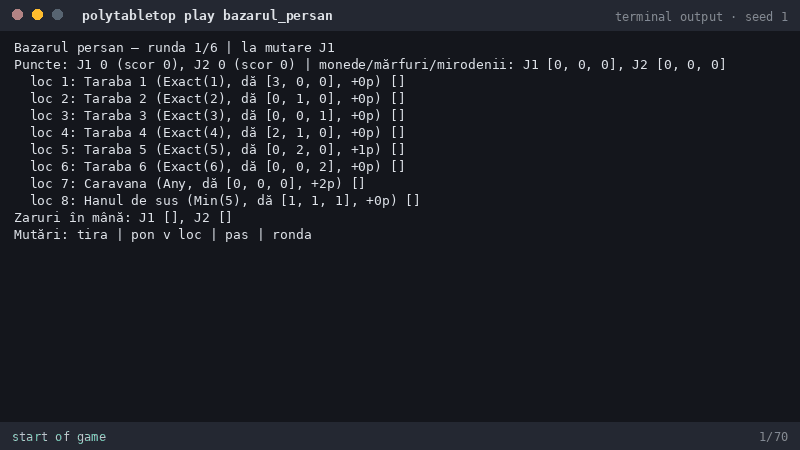 polytabletop play bazarul_persan
terminal output · seed 1
Bazarul persan — runda 1/6 | la mutare J1
Puncte: J1 0 (scor 0), J2 0 (scor 0) | monede/mărfuri/mirodenii: J1 [0, 0, 0], J2 [0, 0, 0]
loc 1: Taraba 1 (Exact(1), dă [3, 0, 0], +0p) []
loc 2: Taraba 2 (Exact(2), dă [0, 1, 0], +0p) []
loc 3: Taraba 3 (Exact(3), dă [0, 0, 1], +0p) []
loc 4: Taraba 4 (Exact(4), dă [2, 1, 0], +0p) []
loc 5: Taraba 5 (Exact(5), dă [0, 2, 0], +1p) []
loc 6: Taraba 6 (Exact(6), dă [0, 0, 2], +0p) []
loc 7: Caravana (Any, dă [0, 0, 0], +2p) []
loc 8: Hanul de sus (Min(5), dă [1, 1, 1], +0p) []
Zaruri în mână: J1 [], J2 []
Mutări: tira | pon v loc | pas | ronda
start of game
1/70